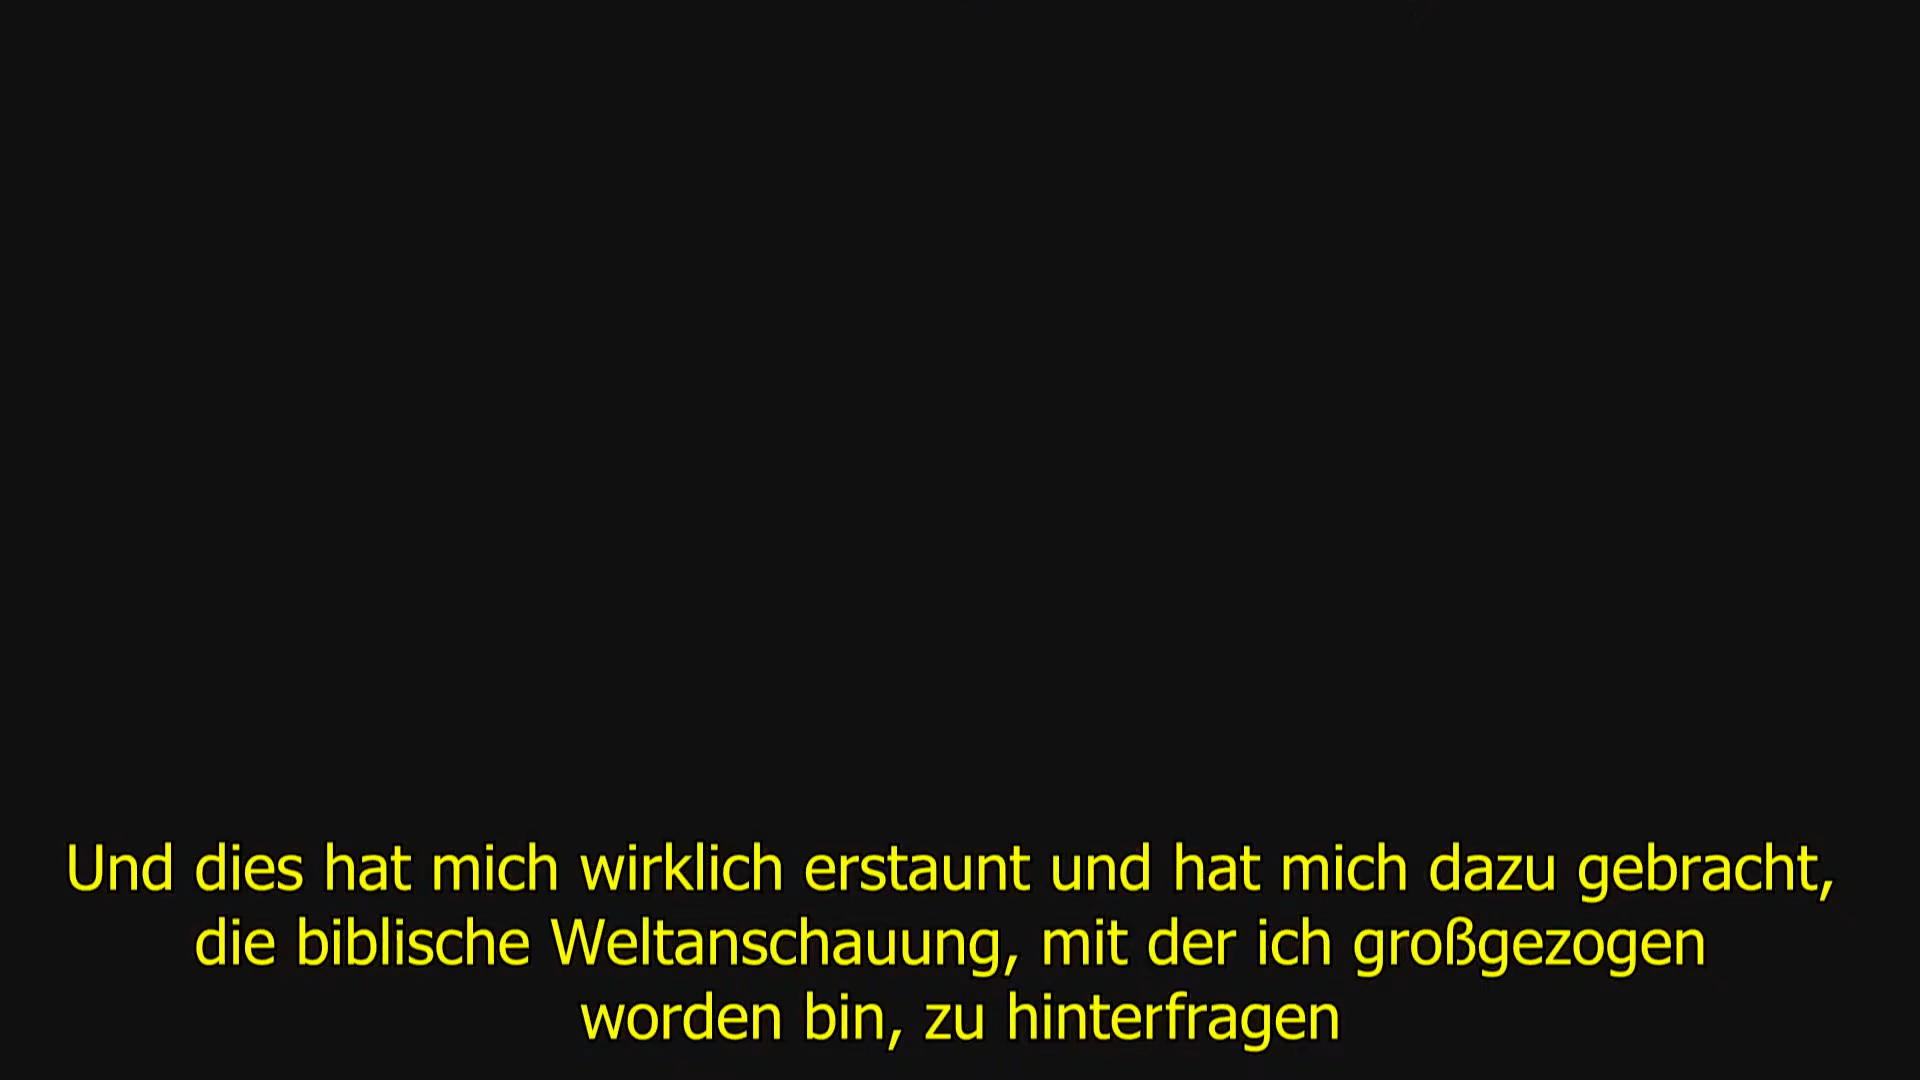 Und dies hat mich wirklich erstaunt und hat mich dazu gebracht,
die biblische Weltanschauung, mit der ich großgezogen
worden bin, zu hinterfragen